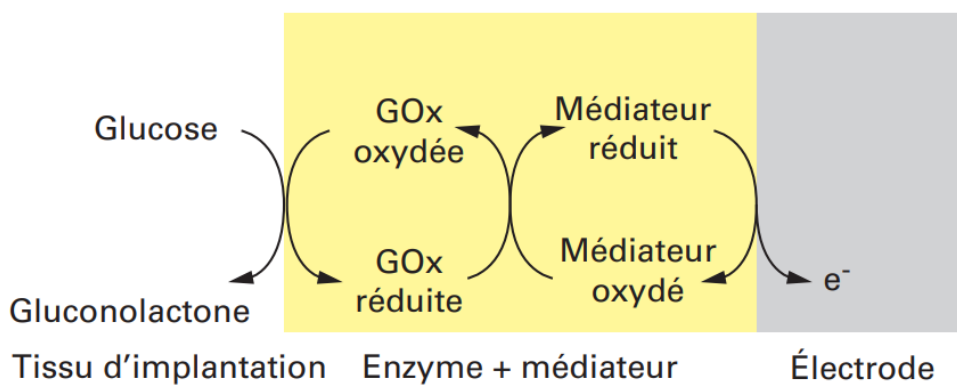 Glucose
GOx
oxydée
Médiateur
réduit
GOx
réduite
Médiateur
oxydé
e-
Gluconolactone
Tissu d'implantation
Enzyme + médiateur
Électrode